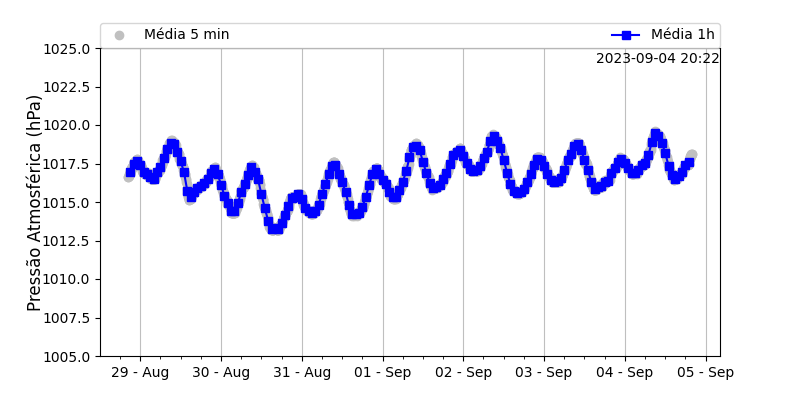 Média 5 min
Média 1h
2023-09-04 20:22
Pressão Atmosférica (hPa)
1025.0
1022.5
1020.0
1017.5
1015.0
1012.5
1010.0
1007.5
1005.0
29 - Aug
30 - Aug
31 - Aug
01 - Sep
02 - Sep
03 - Sep
04 - Sep
05 - Sep